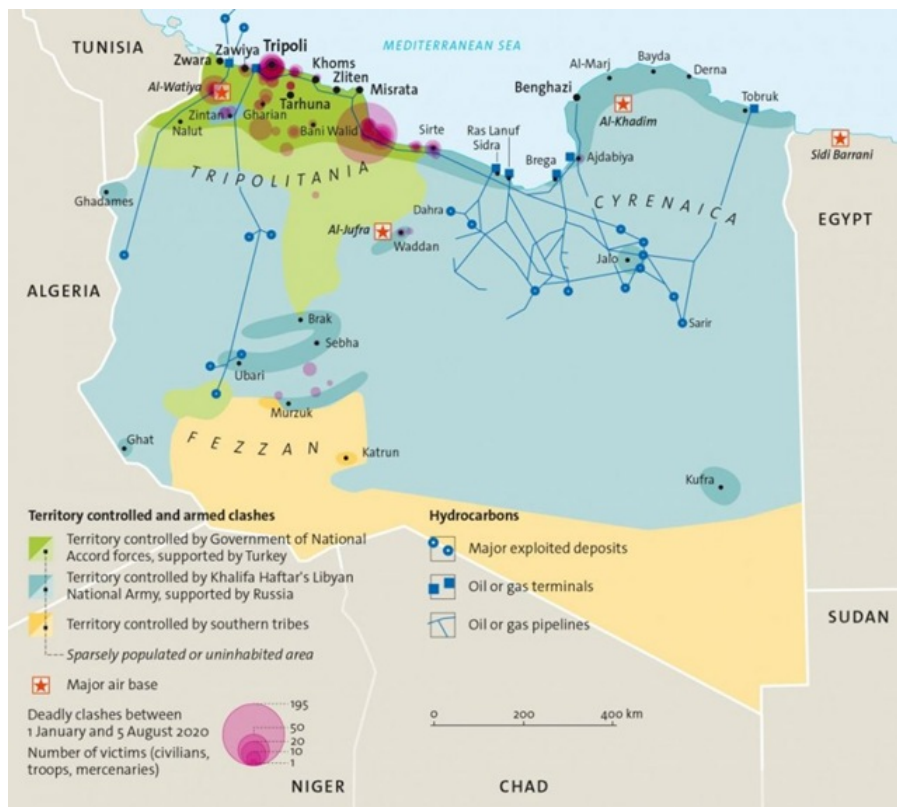 TUNISIA
MEDITERRANEAN SEA
Zwara
Zawiya
Tripoli
Khoms
Zliten
Misrata
Al-Watiya
Tarhuna
Zintan
Gharian
Nalut
Bani Walid
Sirte
Al-Marj
Bayda
Derna
Benghazi
Al-Khadim
Tobruk
Ras Lanuf
Sidra
Brega
Ajdabiya
Sidi Barrani
TRIPOLITANIA
CYRENAICA
Ghadames
Dahra
Al-Jufra
Waddan
EGYPT
Jalo
ALGERIA
Brak
Sarir
Sebha
Ubari
Murzuk
FEZZAN
Ghat
Katrun
Kufra
Territory controlled and armed clashes
Territory controlled by Government of National
Accord forces, supported by Turkey
Territory controlled by Khalifa Haftar's Libyan
National Army, supported by Russia
Territory controlled by southern tribes
Sparsely populated or uninhabited area
Major air base
Deadly clashes between
1 January and 5 August 2020
Number of victims (civilians,
troops, mercenaries)
195
50
20
10
1
Hydrocarbons
Major exploited deposits
Oil or gas terminals
Oil or gas pipelines
0 200 400 km
SUDAN
NIGER
CHAD